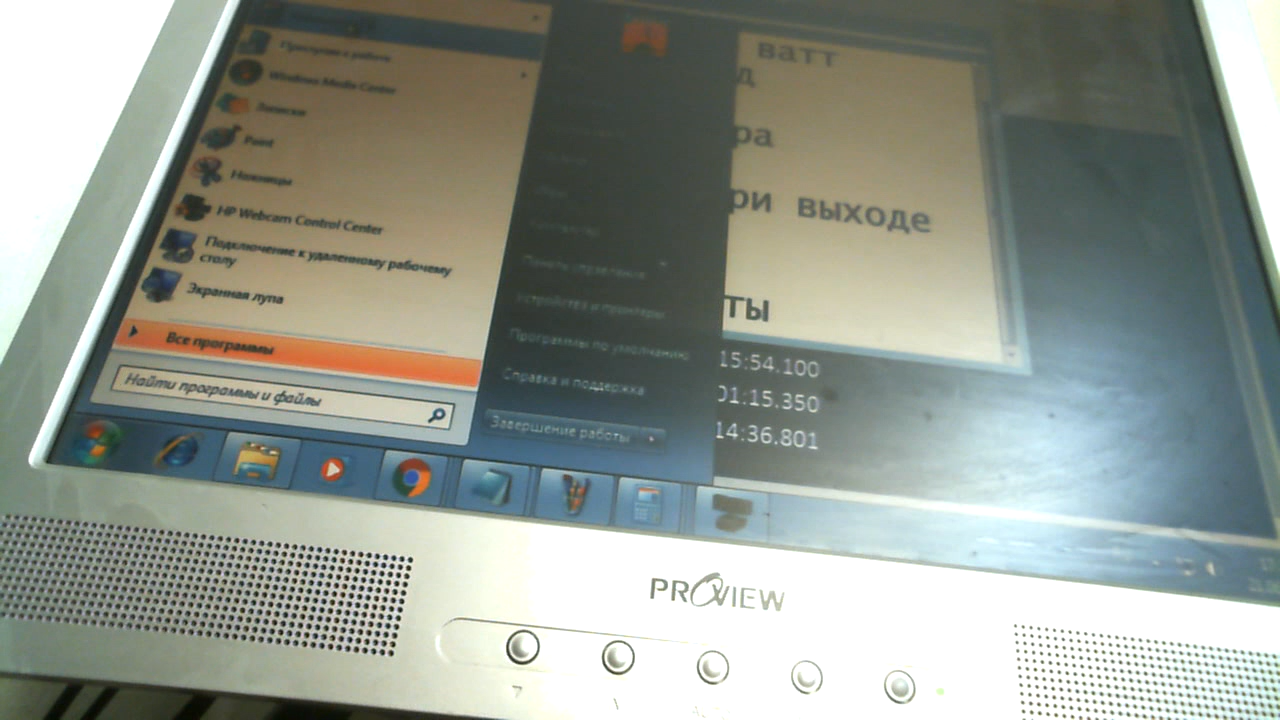 Приступая к работе
Windows Media Center
Записки
Paint
Ножницы
HP Webcam Control Center
Подключение к удаленному рабочему
столу
Экранная лупа
Все программы
Найти программы и файлы
Панель управления
Устройства и принтеры
Программы по умолчанию
Справка и поддержка
Завершение работы
ватт
д
ра
ри выходе
ты
15:54.100
01:15.350
14:36.801
PROVIEW